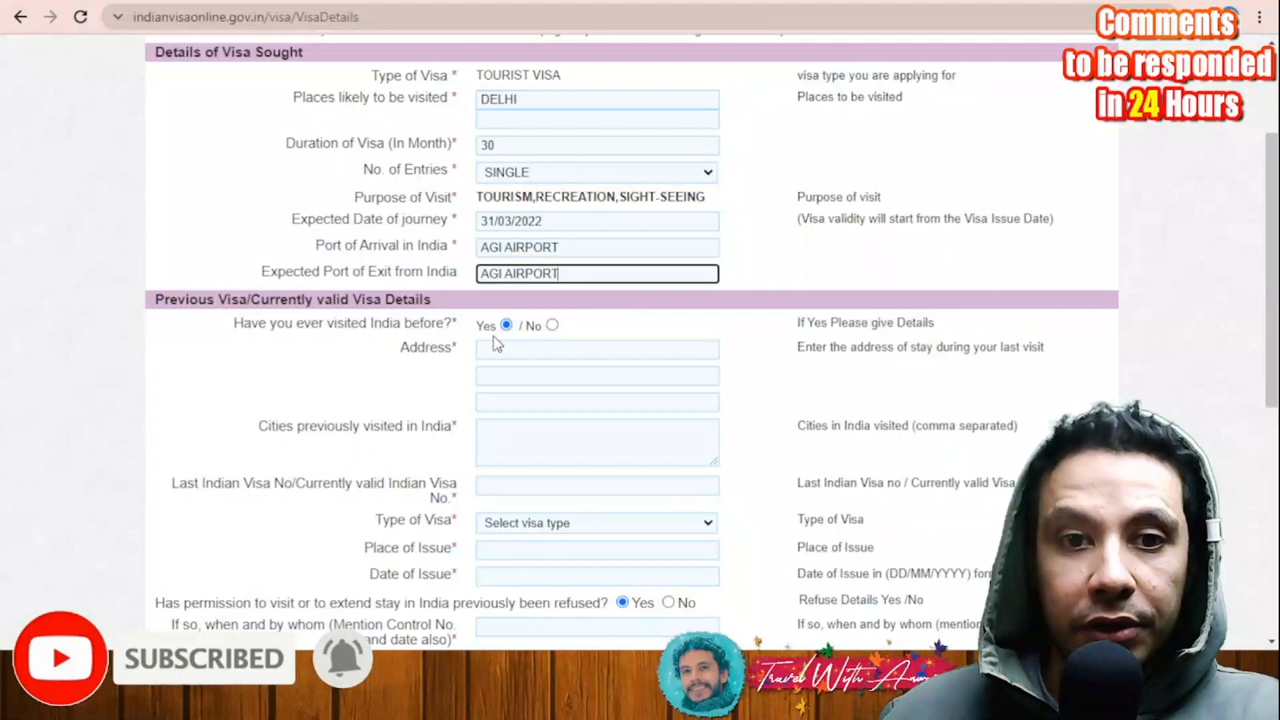 indianvisaonline.gov.in/visa/VisaDetails
Comments
to be responded
in 24 Hours
Details of Visa Sought
Type of Visa * TOURIST VISA visa type you are applying for
Places likely to be visited * DELHI Places to be visited
Duration of Visa (In Month) * 30
No. of Entries * SINGLE
Purpose of Visit* TOURISM,RECREATION,SIGHT-SEEING Purpose of visit
Expected Date of journey * 31/03/2022 (Visa validity will start from the Visa Issue Date)
Port of Arrival in India * AGI AIRPORT
Expected Port of Exit from India AGI AIRPORT
Previous Visa/Currently valid Visa Details
Have you ever visited India before?* Yes / No If Yes Please give Details
Address* Enter the address of stay during your last visit
Cities previously visited in India* Cities in India visited (comma separated)
Last Indian Visa No/Currently valid Indian Visa Last Indian Visa no / Currently valid Visa
No.*
Type of Visa* Select visa type Type of Visa
Place of Issue* Place of Issue
Date of Issue* Date of Issue in (DD/MM/YYYY)
Has permission to visit or to extend stay in India previously been refused? Yes No Refuse Details Yes /No
If so, when and by whom (Mention Control No. If so, when and by whom
and date also)*
SUBSCRIBED
Travel With